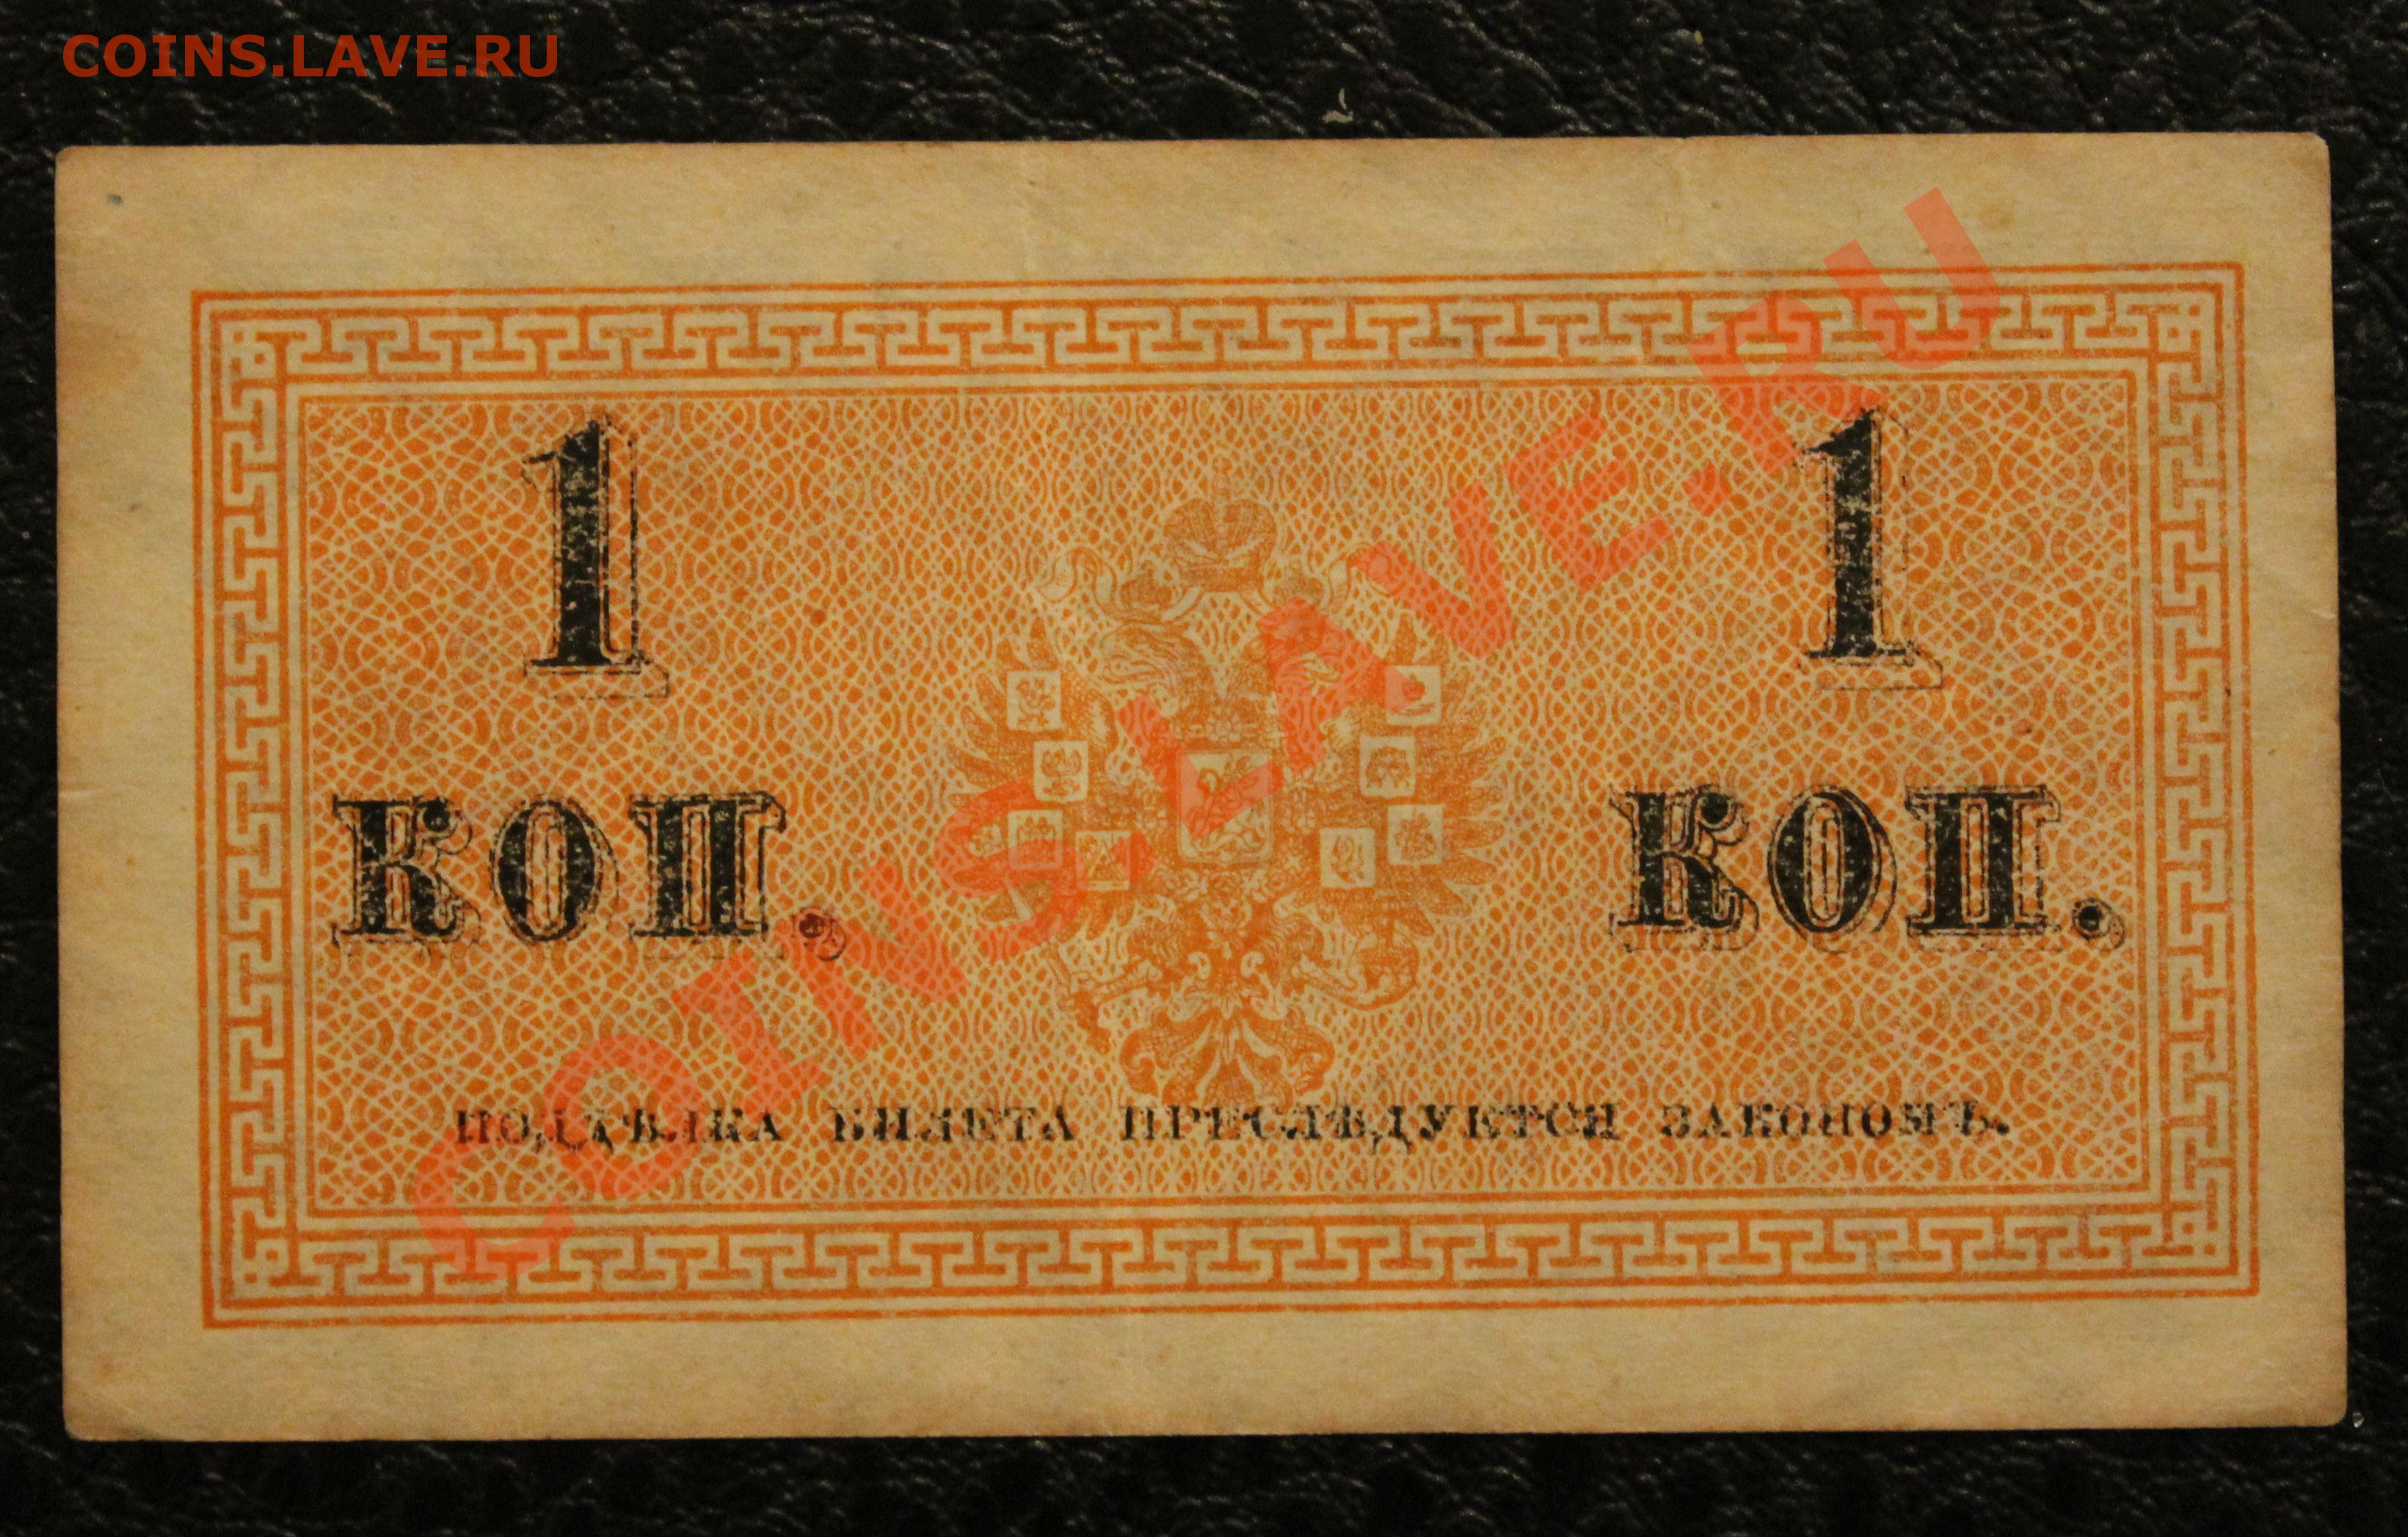 COINS.LAVE.RU
1 1
КОП. КОП.
ПОДДѢЛКА БИЛЕТА ПРЕСЛѢДУЕТСЯ ЗАКОНОМЪ.
COINS.LAVE.RU